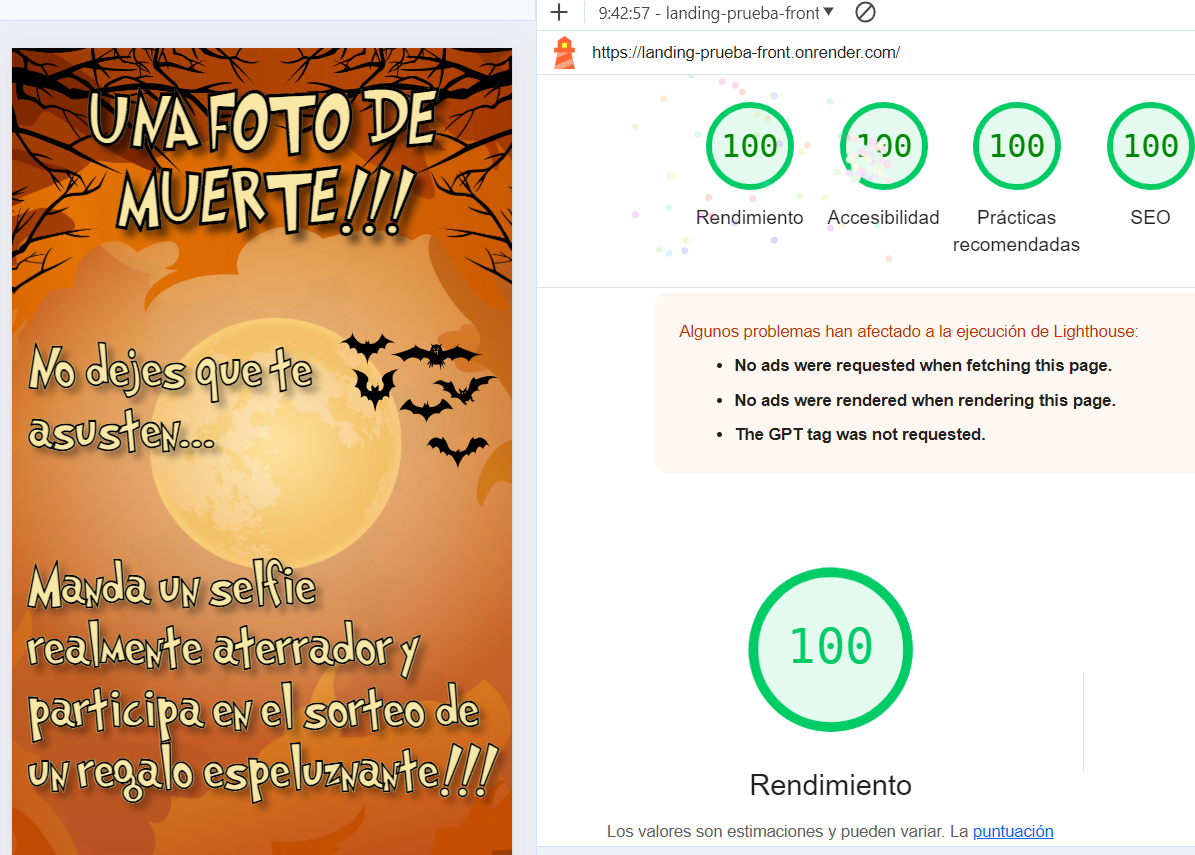 UNA FOTO DE
MUERTE!!!
No dejes que te
asusten...
Manda un selfie
realmente aterrador y
participa en el sorteo de
un regalo espeluznante!!!
9:42:57 - landing-prueba-front
https://landing-prueba-front.onrender.com/
100 100 100 100
Rendimiento Accesibilidad Prácticas recomendadas SEO
Algunos problemas han afectado a la ejecución de Lighthouse:
• No ads were requested when fetching this page.
• No ads were rendered when rendering this page.
• The GPT tag was not requested.
100
Rendimiento
Los valores son estimaciones y pueden variar. La puntuación